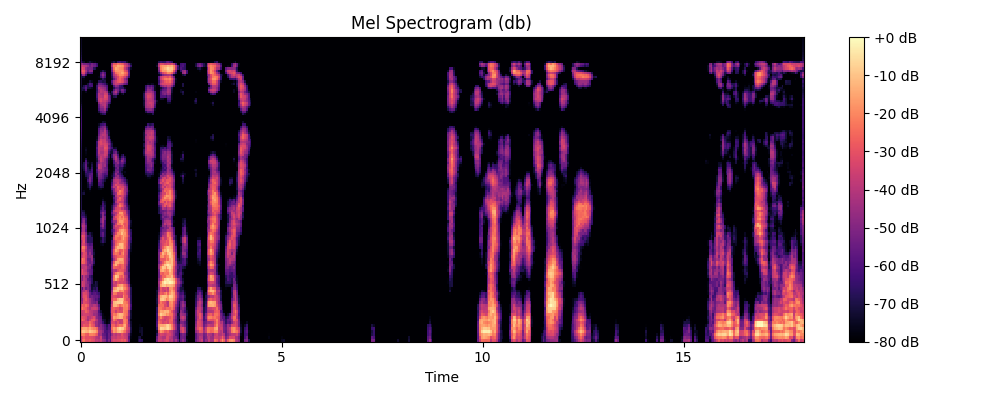 Mel Spectrogram (db)
8192
4096
2048
1024
512
0
Hz
0 5 10 15
Time
+0 dB
-10 dB
-20 dB
-30 dB
-40 dB
-50 dB
-60 dB
-70 dB
-80 dB